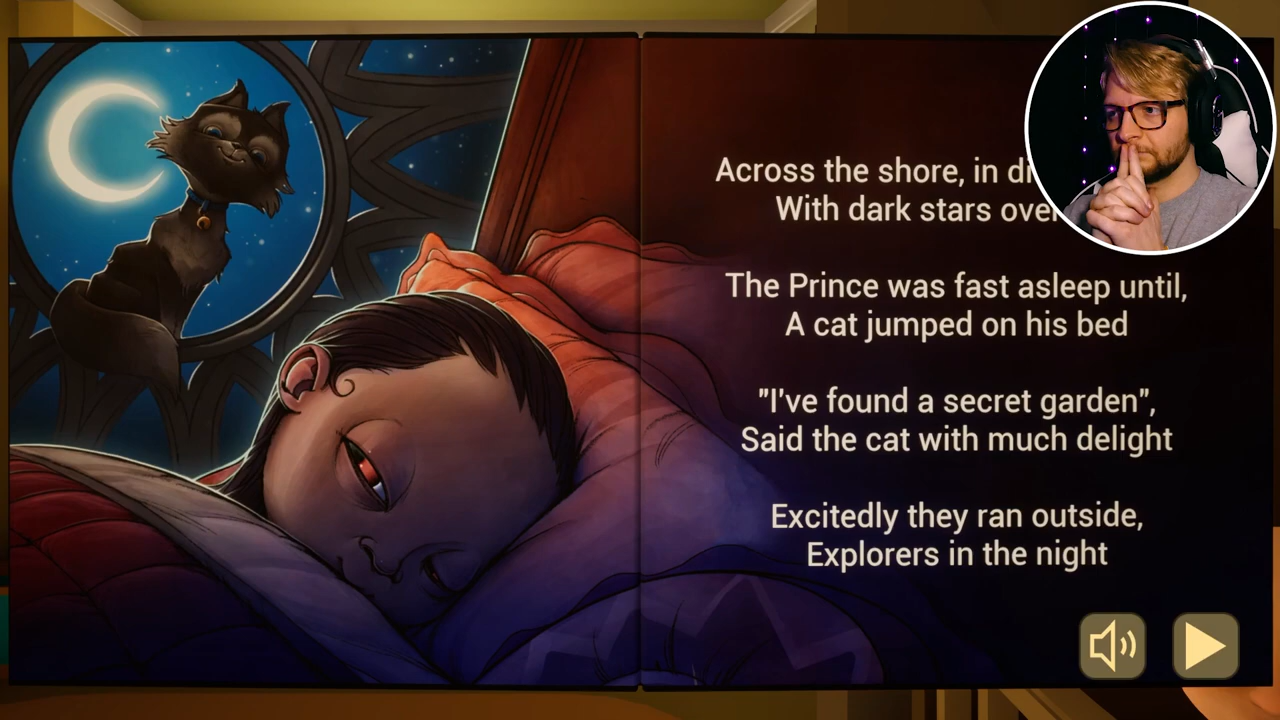 Across the shore, in
With dark stars over
The Prince was fast asleep until,
A cat jumped on his bed
"I've found a secret garden",
Said the cat with much delight
Excitedly they ran outside,
Explorers in the night